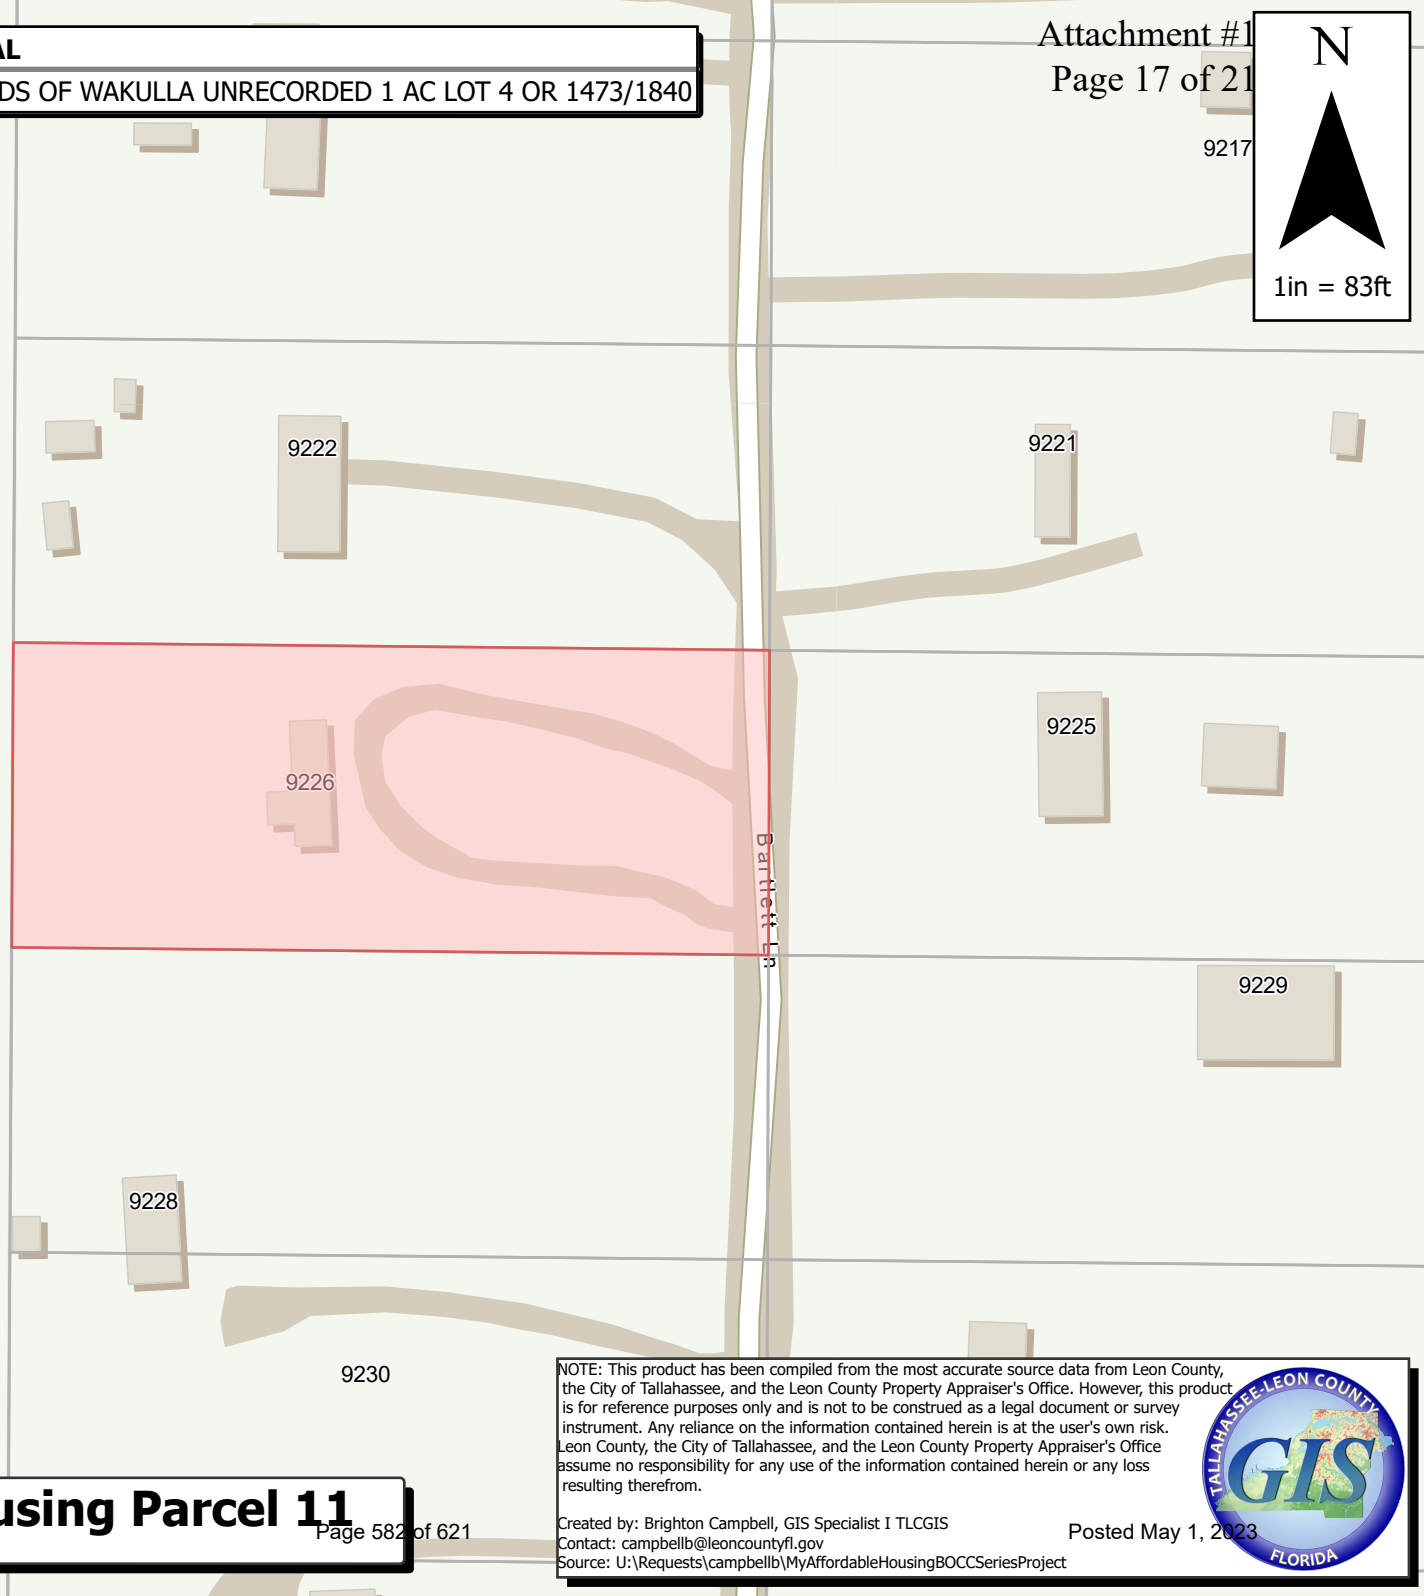 AL
DS OF WAKULLA UNRECORDED 1 AC LOT 4 OR 1473/1840
Attachment #1
Page 17 of 21
N
1in = 83ft
9217
9222
9221
9226
9225
Bartlett Ln
9229
9228
9230
NOTE: This product has been compiled from the most accurate source data from Leon County,
the City of Tallahassee, and the Leon County Property Appraiser's Office. However, this product
is for reference purposes only and is not to be construed as a legal document or survey
instrument. Any reliance on the information contained herein is at the user's own risk.
Leon County, the City of Tallahassee, and the Leon County Property Appraiser's Office
assume no responsibility for any use of the information contained herein or any loss
resulting therefrom.
Created by: Brighton Campbell, GIS Specialist I TLCGIS
Contact: campbellb@leoncountyfl.gov
Source: U:\Requests\campbellb\MyAffordableHousingBOCCSeriesProject
TALLAHASSEE-LEON COUNTY
GIS
FLORIDA
using Parcel 11
Page 582 of 621
Posted May 1, 2023